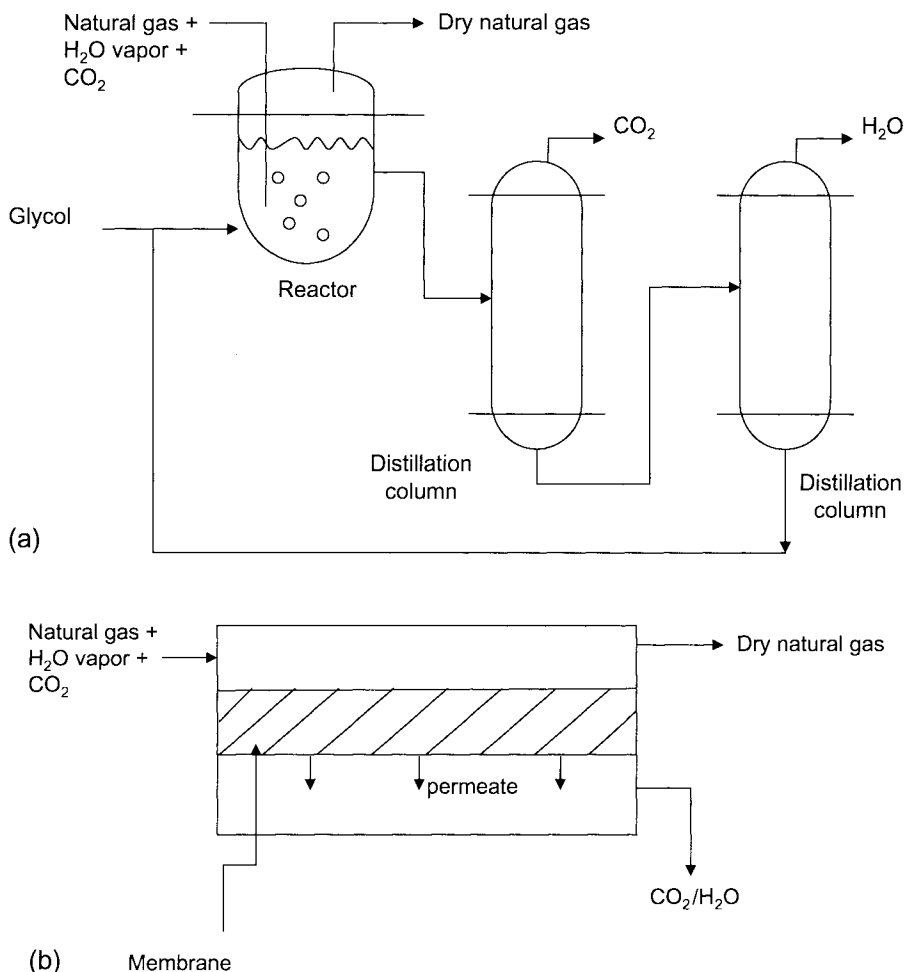 Natural gas +
H₂O vapor +
CO₂
Dry natural gas
CO₂
H₂O
Glycol
Reactor
Distillation
column
Distillation
column
(a)
Natural gas +
H₂O vapor +
CO₂
Dry natural gas
permeate
CO₂/H₂O
(b)
Membrane